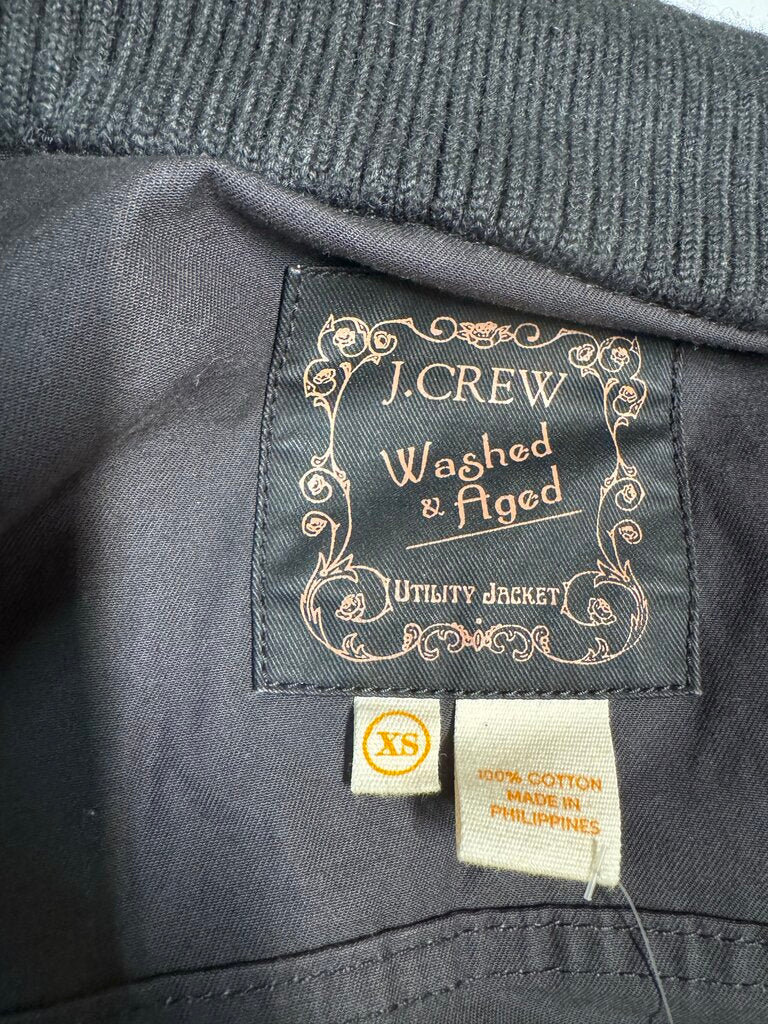 J.CREW
Washed
& Aged
UTILITY JACKET
XS
100% COTTON
MADE IN
PHILIPPINES